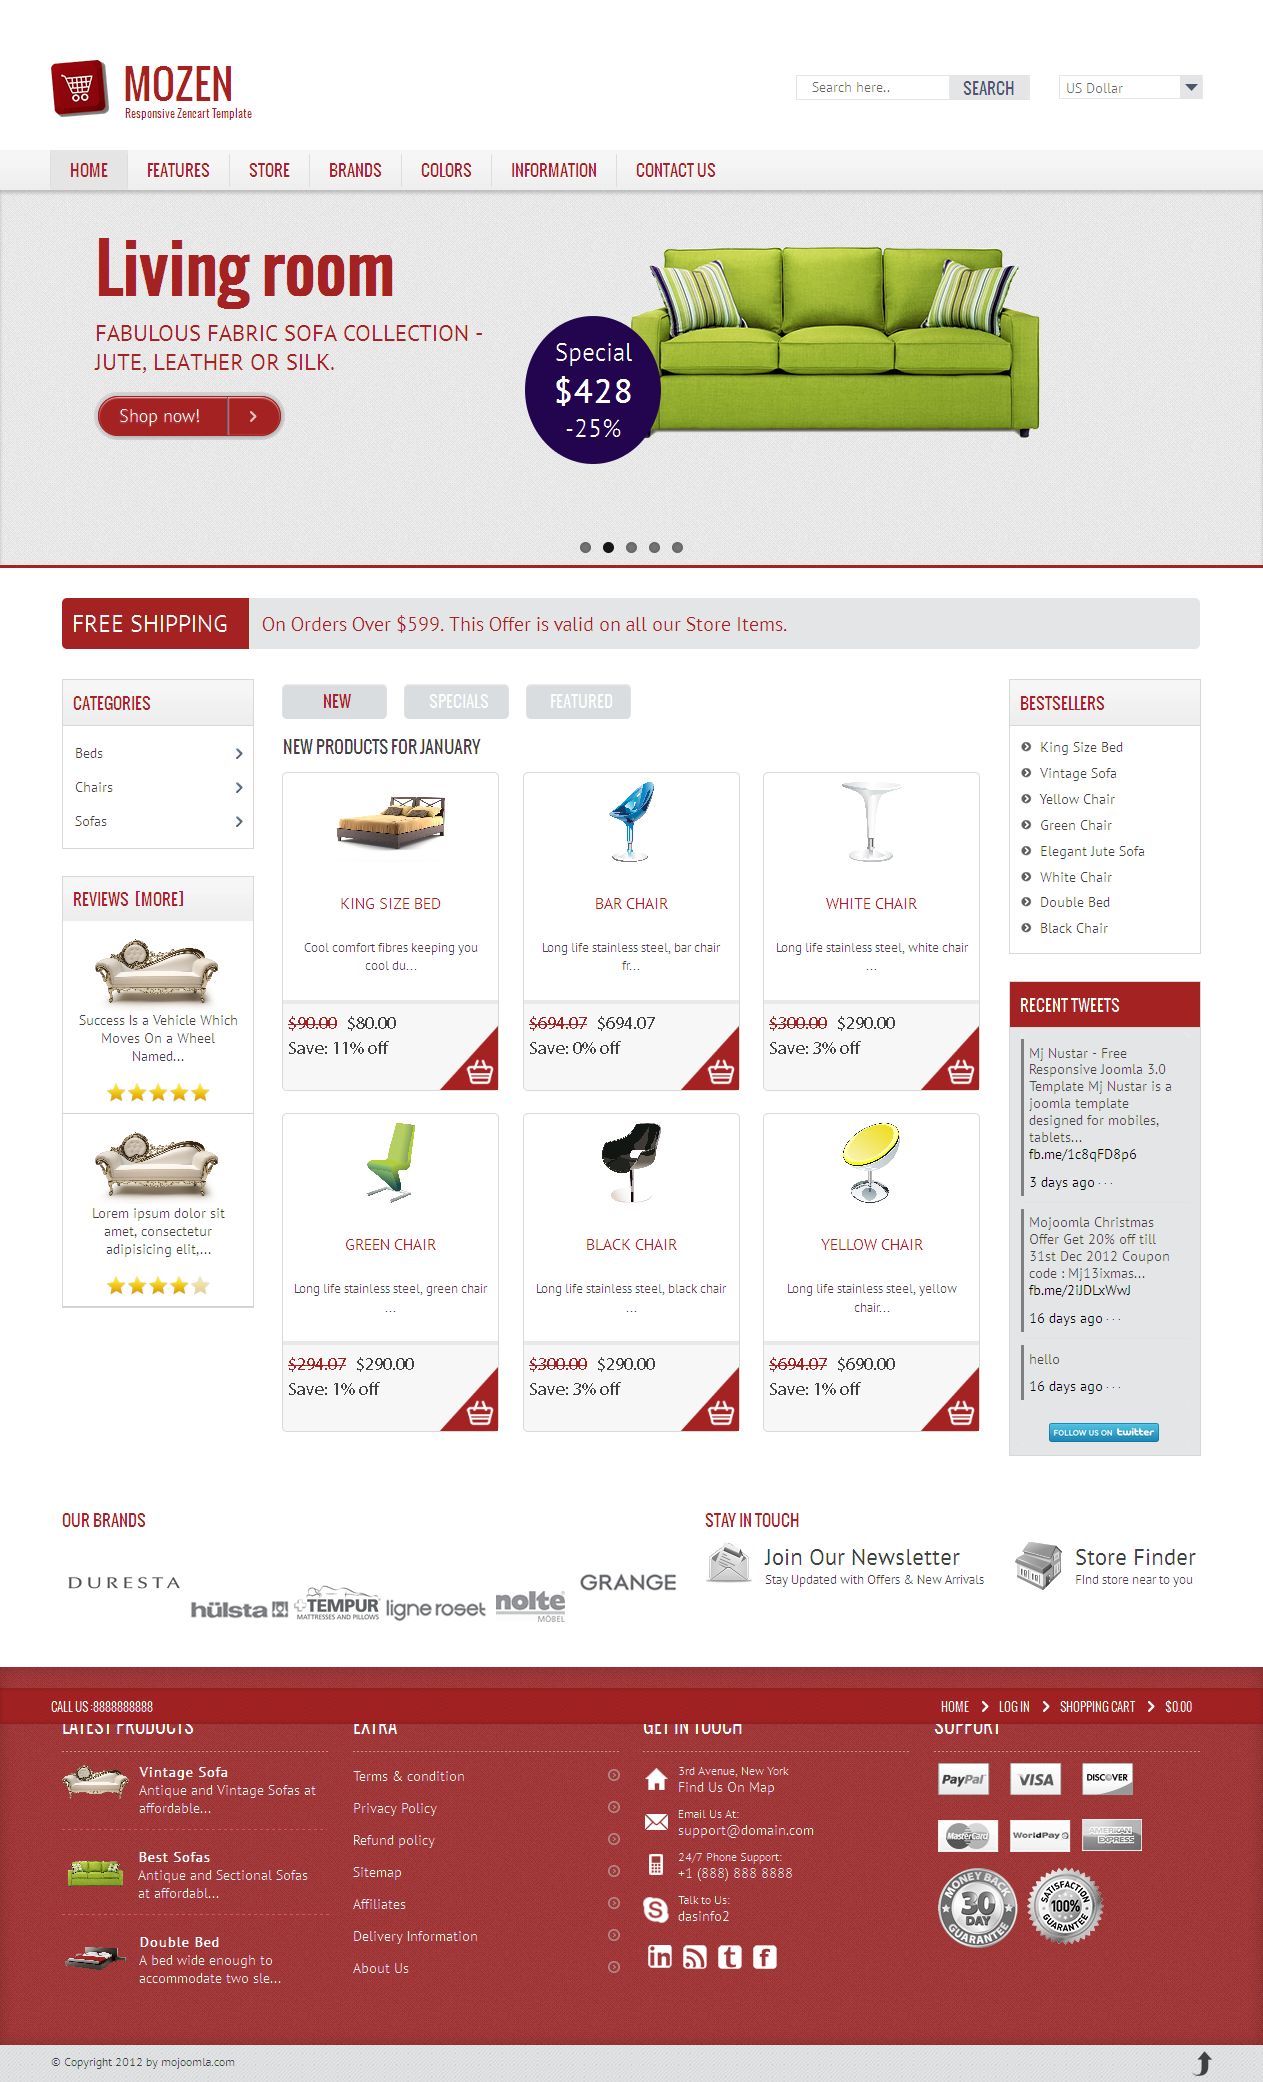 MOZEN
Responsive Zencart Template
Search here..
SEARCH
US Dollar
HOME
FEATURES
STORE
BRANDS
COLORS
INFORMATION
CONTACT US
Living room
FABULOUS FABRIC SOFA COLLECTION -
JUTE, LEATHER OR SILK.
Shop now!
Special
$428
-25%
FREE SHIPPING
On Orders Over $599. This Offer is valid on all our Store Items.
CATEGORIES
Beds
Chairs
Sofas
REVIEWS [MORE]
Success Is a Vehicle Which
Moves On a Wheel
Named...
Lorem ipsum dolor sit
amet, consectetur
adipisicing elit,...
NEW
SPECIALS
FEATURED
NEW PRODUCTS FOR JANUARY
KING SIZE BED
Cool comfort fibres keeping you
cool du...
$90.00 $80.00
Save: 11% off
BAR CHAIR
Long life stainless steel, bar chair
fr...
$694.07 $694.07
Save: 0% off
WHITE CHAIR
Long life stainless steel, white chair
...
$300.00 $290.00
Save: 3% off
GREEN CHAIR
Long life stainless steel, green chair
...
$294.07 $290.00
Save: 1% off
BLACK CHAIR
Long life stainless steel, black chair
...
$300.00 $290.00
Save: 3% off
YELLOW CHAIR
Long life stainless steel, yellow
chair...
$694.07 $690.00
Save: 1% off
BESTSELLERS
King Size Bed
Vintage Sofa
Yellow Chair
Green Chair
Elegant Jute Sofa
White Chair
Double Bed
Black Chair
RECENT TWEETS
Mj Nustar - Free
Responsive Joomla 3.0
Template Mj Nustar is a
joomla template
designed for mobiles,
tablets...
fb.me/1c8qFD8p6
3 days ago · · ·
Mojoomla Christmas
Offer Get 20% off till
31st Dec 2012 Coupon
code : Mj13ixmas...
fb.me/2iJDLxWwJ
16 days ago · · ·
hello
16 days ago · · ·
FOLLOW US ON twitter
OUR BRANDS
DURESTA
hülsta
TEMPUR
MATTRESSES AND PILLOWS
ligne roset
nolte
MÖBEL
GRANGE
STAY IN TOUCH
Join Our Newsletter
Stay Updated with Offers & New Arrivals
Store Finder
FInd store near to you
CALL US :8888888888
HOME
LOG IN
SHOPPING CART
$0.00
LATEST PRODUCTS
Vintage Sofa
Antique and Vintage Sofas at
affordable...
Best Sofas
Antique and Sectional Sofas
at affordabl...
Double Bed
A bed wide enough to
accommodate two sle...
EXTRA
Terms & condition
Privacy Policy
Refund policy
Sitemap
Affiliates
Delivery Information
About Us
GET IN TOUCH
3rd Avenue, New York
Find Us On Map
Email Us At:
support@domain.com
24/7 Phone Support:
+1 (888) 888 8888
Talk to Us:
dasinfo2
SUPPORT
PayPal
VISA
DISCOVER
MasterCard
WorldPay
AMERICAN EXPRESS
MONEY BACK
30
DAY
GUARANTEE
SATISFACTION
100%
GUARANTEE
© Copyright 2012 by mojoomla.com